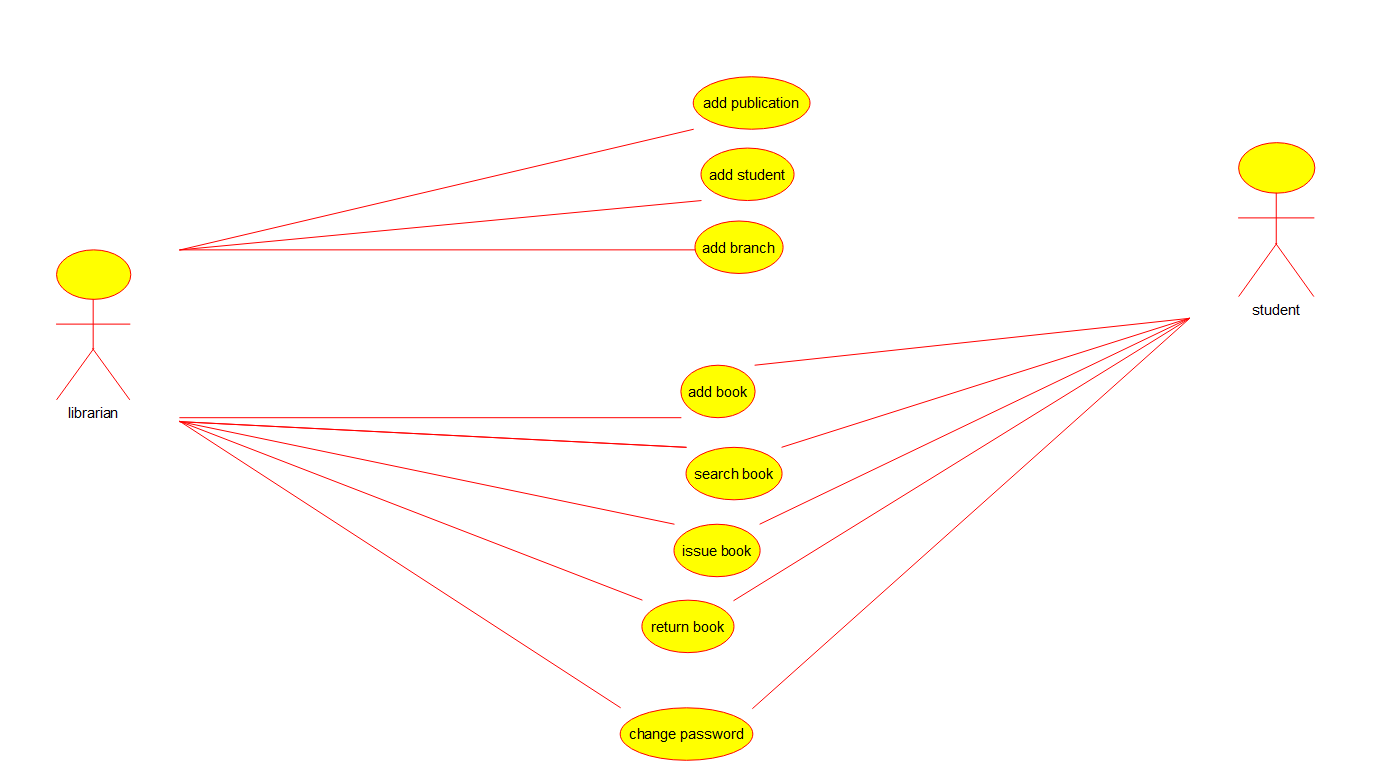 add publication
add student
add branch
librarian
student
add book
search book
issue book
return book
change password